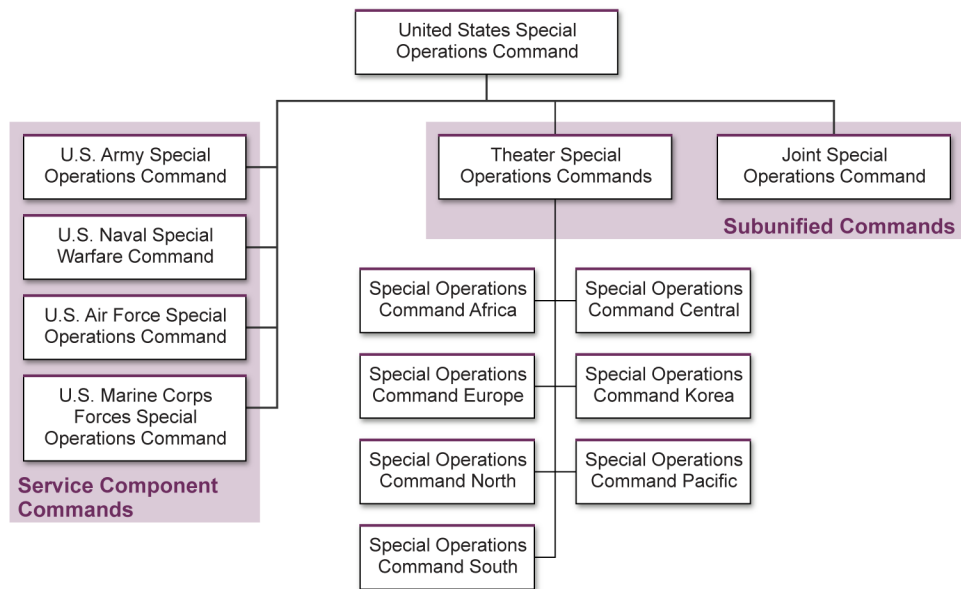 United States Special
Operations Command
U.S. Army Special
Operations Command
U.S. Naval Special
Warfare Command
U.S. Air Force Special
Operations Command
U.S. Marine Corps
Forces Special
Operations Command
Service Component
Commands
Theater Special
Operations Commands
Joint Special
Operations Command
Subunified Commands
Special Operations
Command Africa
Special Operations
Command Central
Special Operations
Command Europe
Special Operations
Command Korea
Special Operations
Command North
Special Operations
Command Pacific
Special Operations
Command South